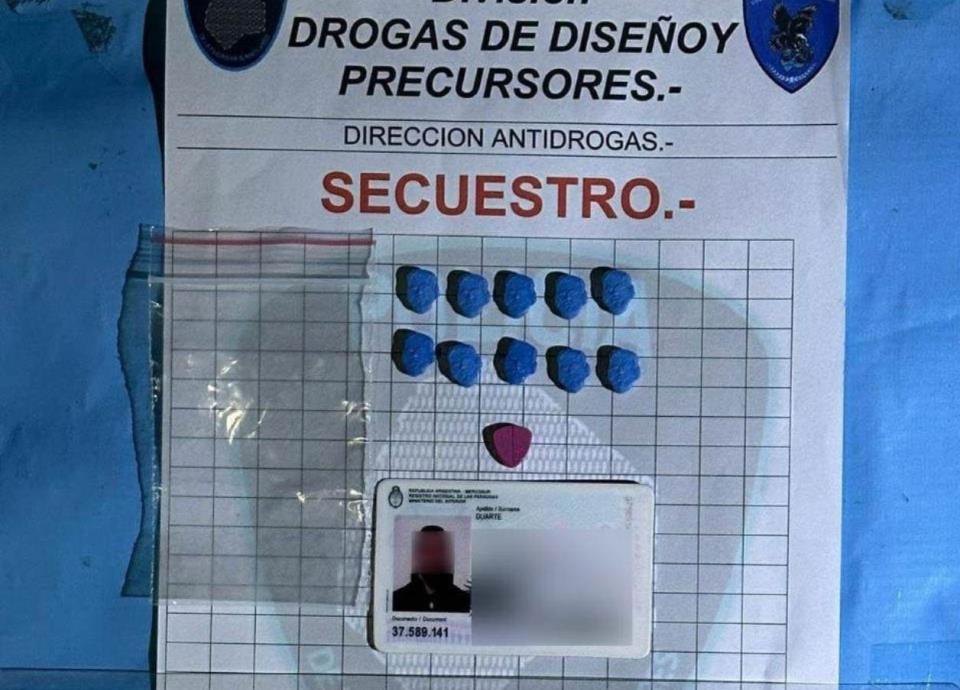 DROGAS DE DISEÑOY
PRECURSORES.-
DIRECCION ANTIDROGAS.-
SECUESTRO.-
REPUBLICA ARGENTINA - MERCOSUR
REGISTRO NACIONAL DE LAS PERSONAS
MINISTERIO DEL INTERIOR
Apellido / Surname
DUARTE
Documento / Document
37.589.141